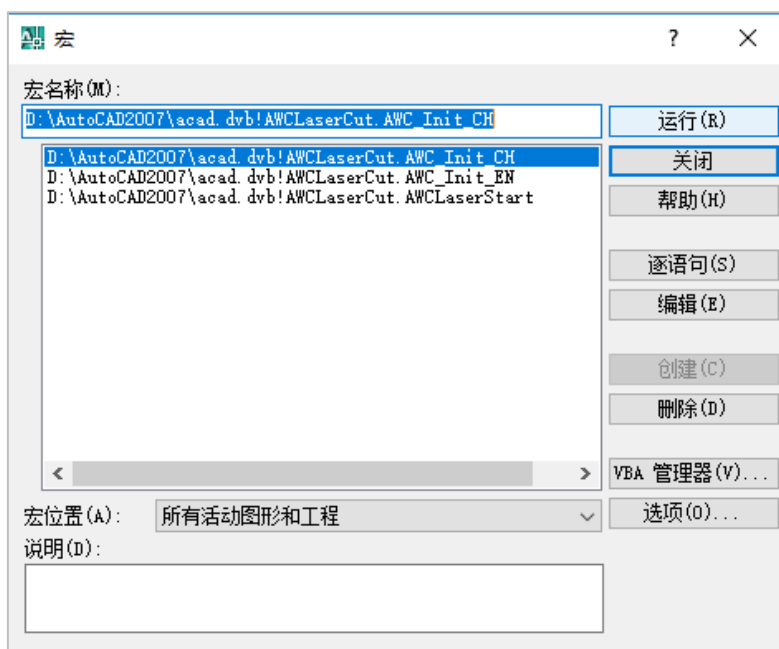 宏
?
宏名称(M):
D:\AutoCAD2007\acad.dvb!AWCLaserCut.AWC_Init_CH
运行(R)
D:\AutoCAD2007\acad.dvb!AWCLaserCut.AWC_Init_CH
D:\AutoCAD2007\acad.dvb!AWCLaserCut.AWC_Init_EN
D:\AutoCAD2007\acad.dvb!AWCLaserCut.AWCLaserStart
关闭
帮助(H)
逐语句(S)
编辑(E)
创建(C)
删除(D)
VBA 管理器(V)...
宏位置(A):
所有活动图形和工程
选项(O)...
说明(D):